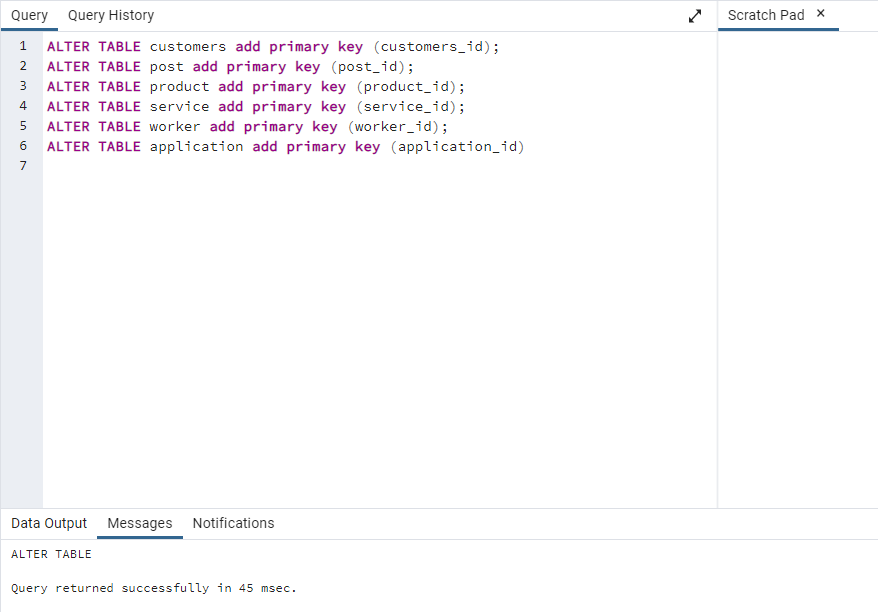 Query Query History
Scratch Pad ✕
1 ALTER TABLE customers add primary key (customers_id);
2 ALTER TABLE post add primary key (post_id);
3 ALTER TABLE product add primary key (product_id);
4 ALTER TABLE service add primary key (service_id);
5 ALTER TABLE worker add primary key (worker_id);
6 ALTER TABLE application add primary key (application_id)
7
Data Output Messages Notifications
ALTER TABLE
Query returned successfully in 45 msec.